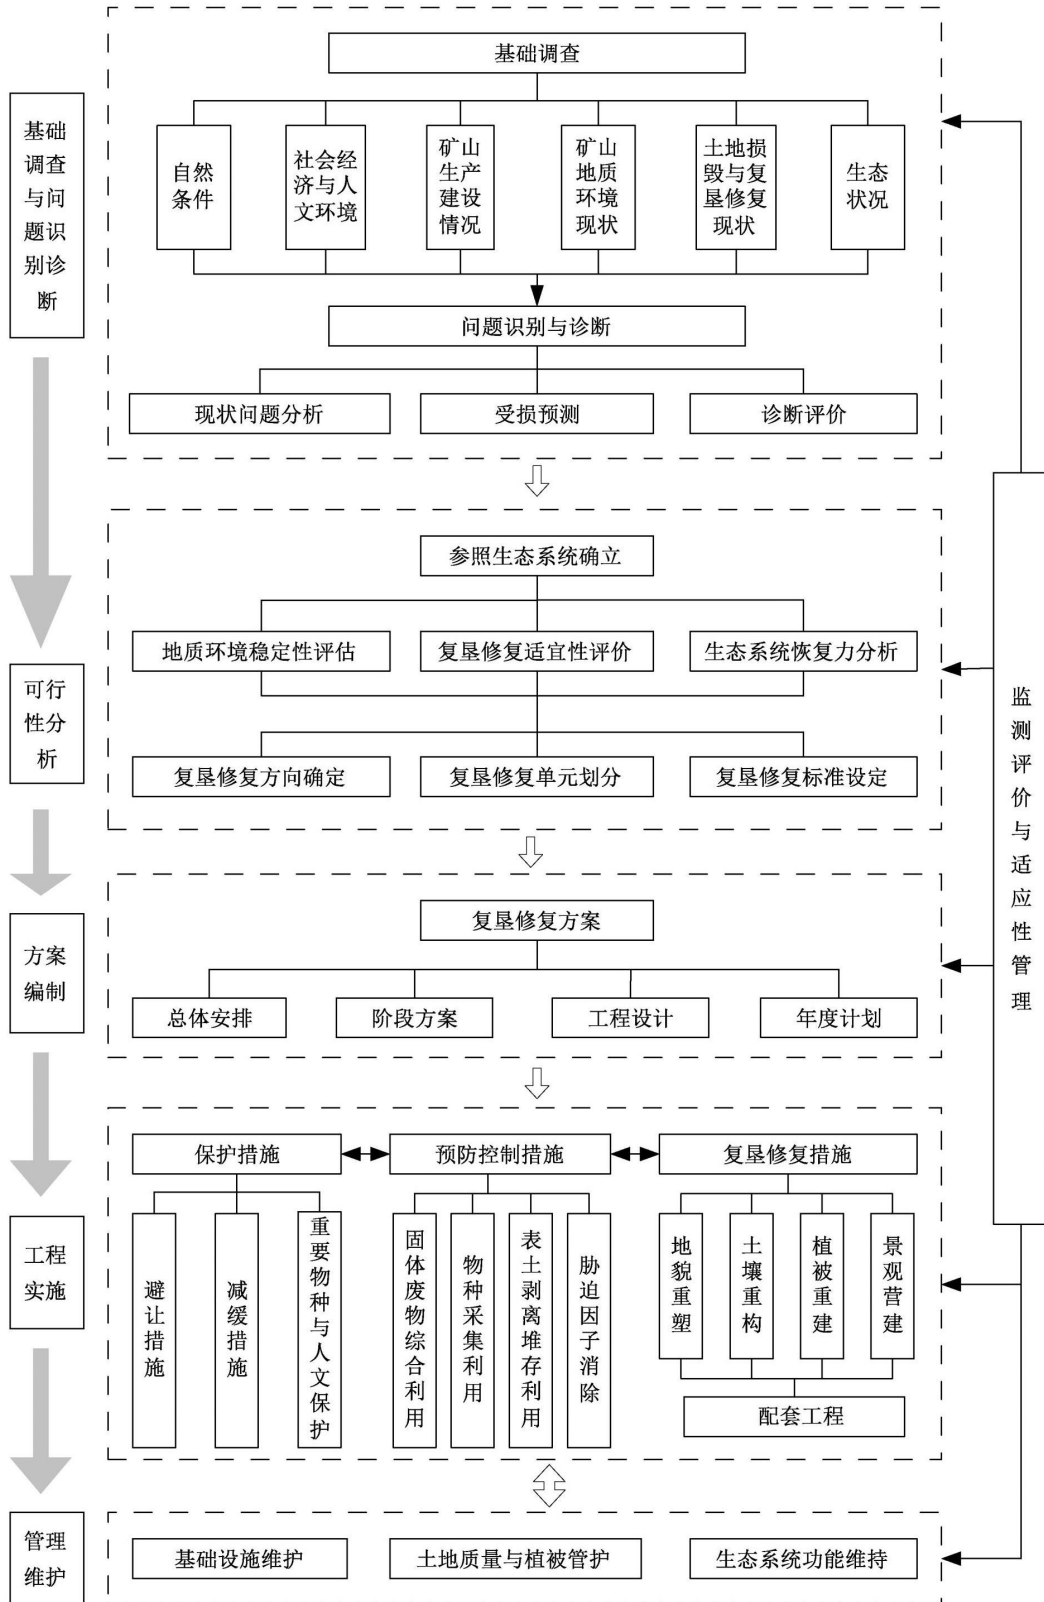 基础调查
基础
调查
与问
题识
别诊
断
自然
条件
社会经
济与人
文环境
矿山
生产
建设
情况
矿山
地质
环境
现状
土地损
毁与复
垦修复
现状
生态
状况
问题识别与诊断
现状问题分析
受损预测
诊断评价
参照生态系统确立
地质环境稳定性评估
复垦修复适宜性评价
生态系统恢复力分析
可行
性分
析
复垦修复方向确定
复垦修复单元划分
复垦修复标准设定
监测评价与适应性管理
复垦修复方案
方案
编制
总体安排
阶段方案
工程设计
年度计划
保护措施
预防控制措施
复垦修复措施
工程
实施
避让措施
减缓措施
重要物种与人文保护
固体废物综合利用
物种采集利用
表土剥离堆存利用
胁迫因子消除
地貌重塑
土壤重构
植被重建
景观营建
配套工程
管理
维护
基础设施维护
土地质量与植被管护
生态系统功能维持